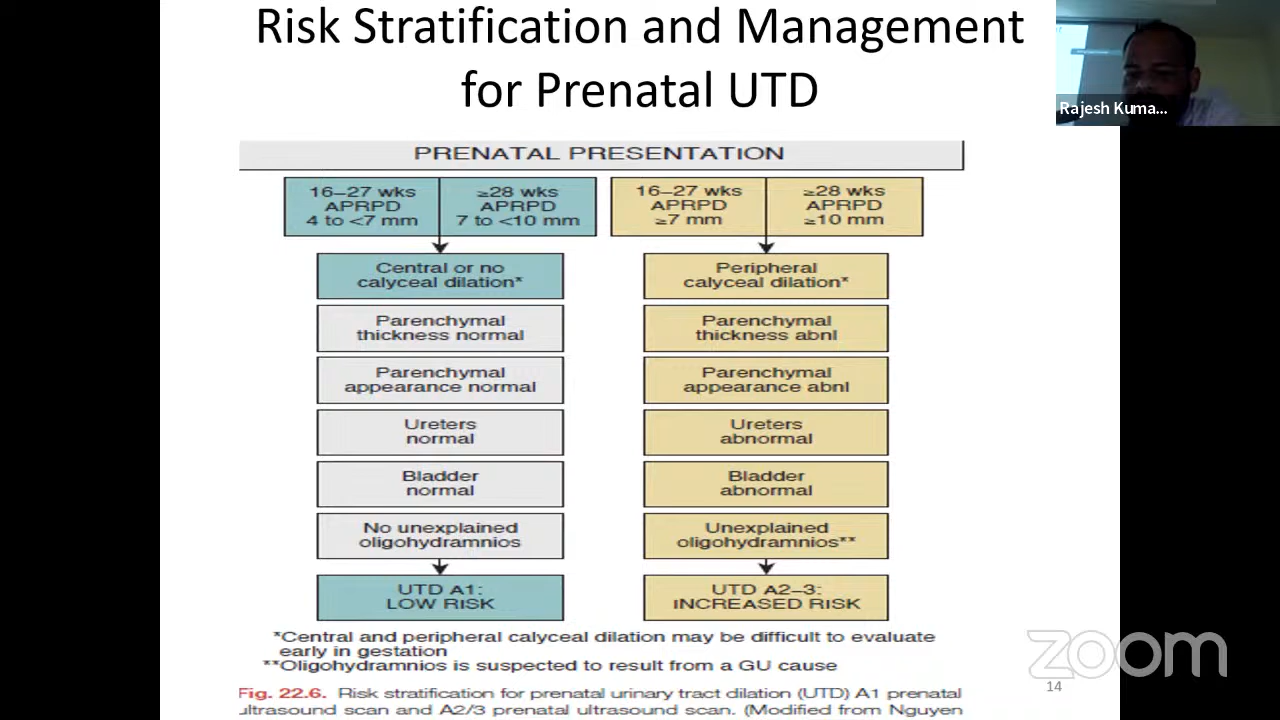 Risk Stratification and Management
for Prenatal UTD
Rajesh Kuma...
PRENATAL PRESENTATION
16–27 wks
APRPD
4 to <7 mm
≥28 wks
APRPD
7 to <10 mm
16–27 wks
APRPD
≥7 mm
≥28 wks
APRPD
≥10 mm
Central or no
calyceal dilation*
Peripheral
calyceal dilation*
Parenchymal
thickness normal
Parenchymal
thickness abnl
Parenchymal
appearance normal
Parenchymal
appearance abnl
Ureters
normal
Ureters
abnormal
Bladder
normal
Bladder
abnormal
No unexplained
oligohydramnios
Unexplained
oligohydramnios**
UTD A1:
LOW RISK
UTD A2–3:
INCREASED RISK
*Central and peripheral calyceal dilation may be difficult to evaluate
early in gestation
**Oligohydramnios is suspected to result from a GU cause
zoom
14
Fig. 22.6. Risk stratification for prenatal urinary tract dilation (UTD) A1 prenatal
ultrasound scan and A2/3 prenatal ultrasound scan. (Modified from Nguyen